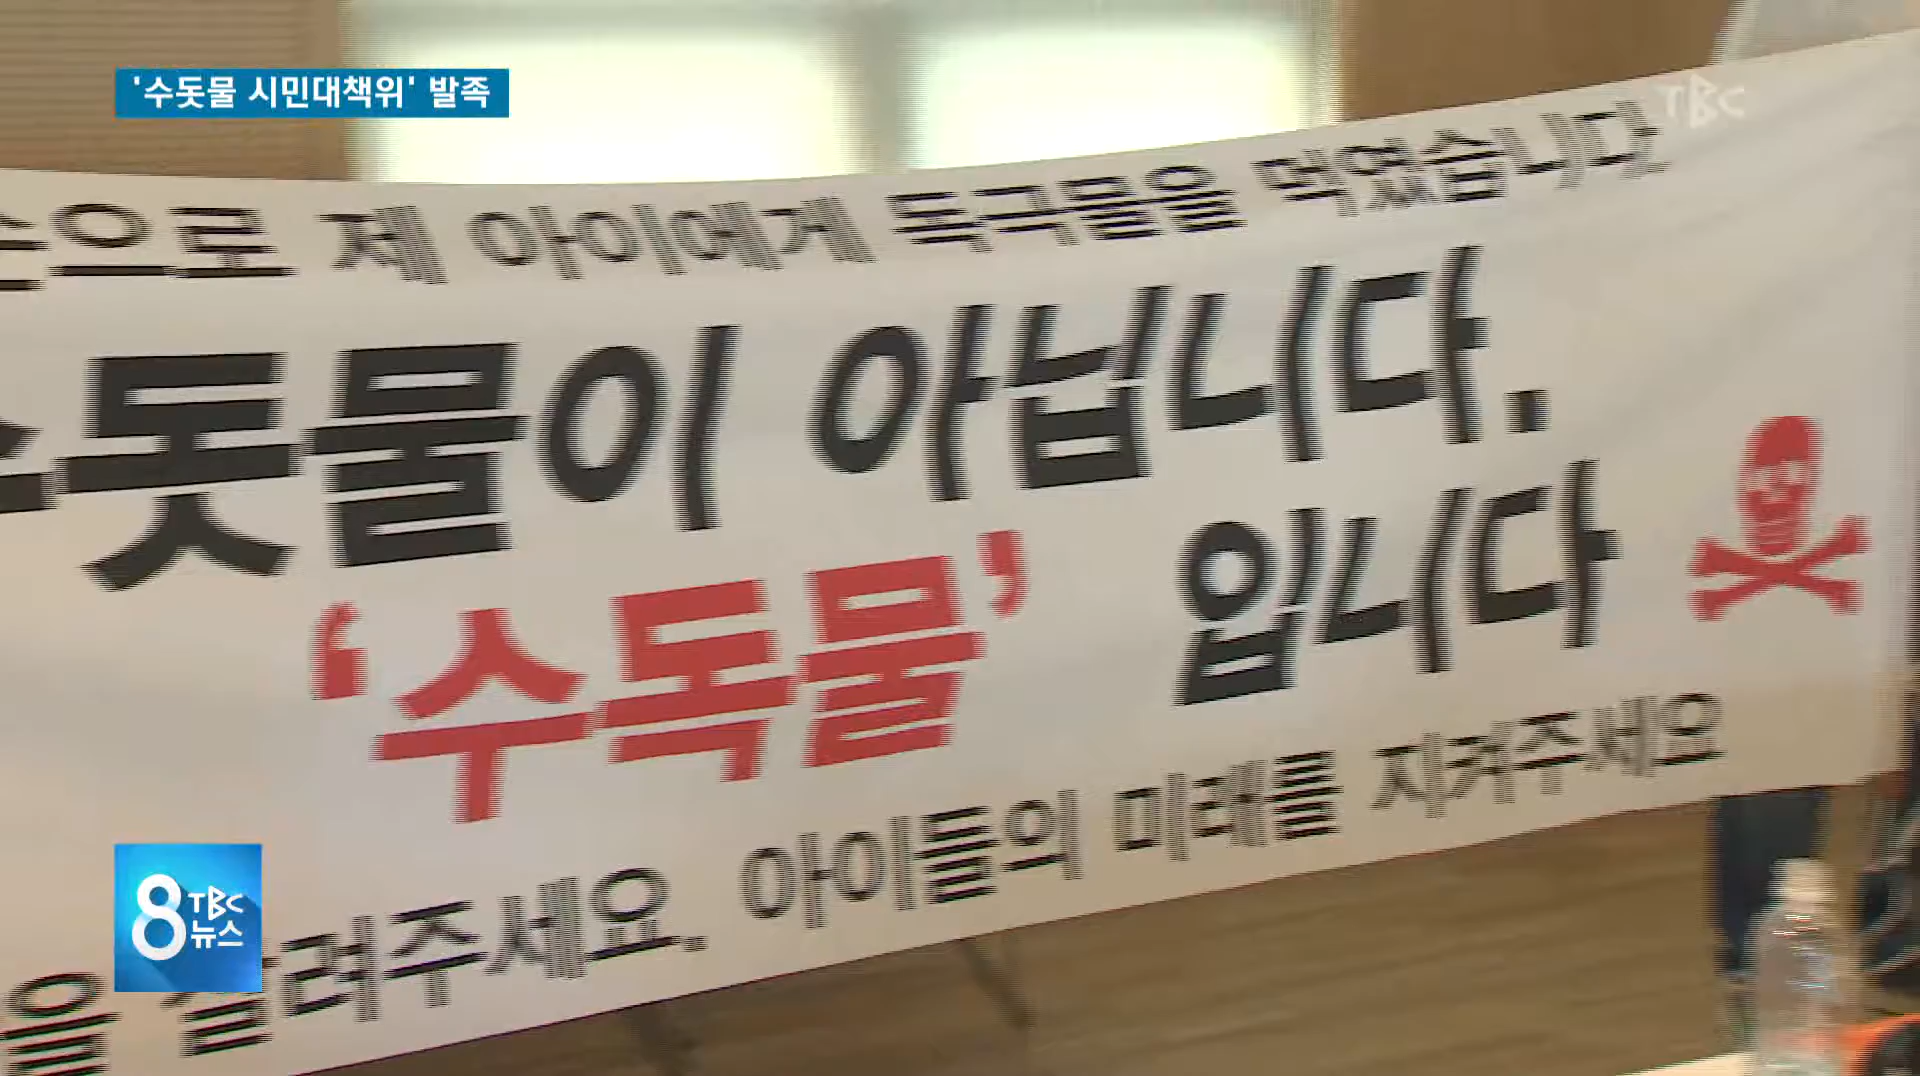 '수돗물 시민대책위' 발족
TBC
손으로 제 아이에게 독극물을 먹였습니다.
수돗물이 아닙니다.
'수독물' 입니다
살려주세요. 아이들의 미래를 지켜주세요
8 TBC
뉴스